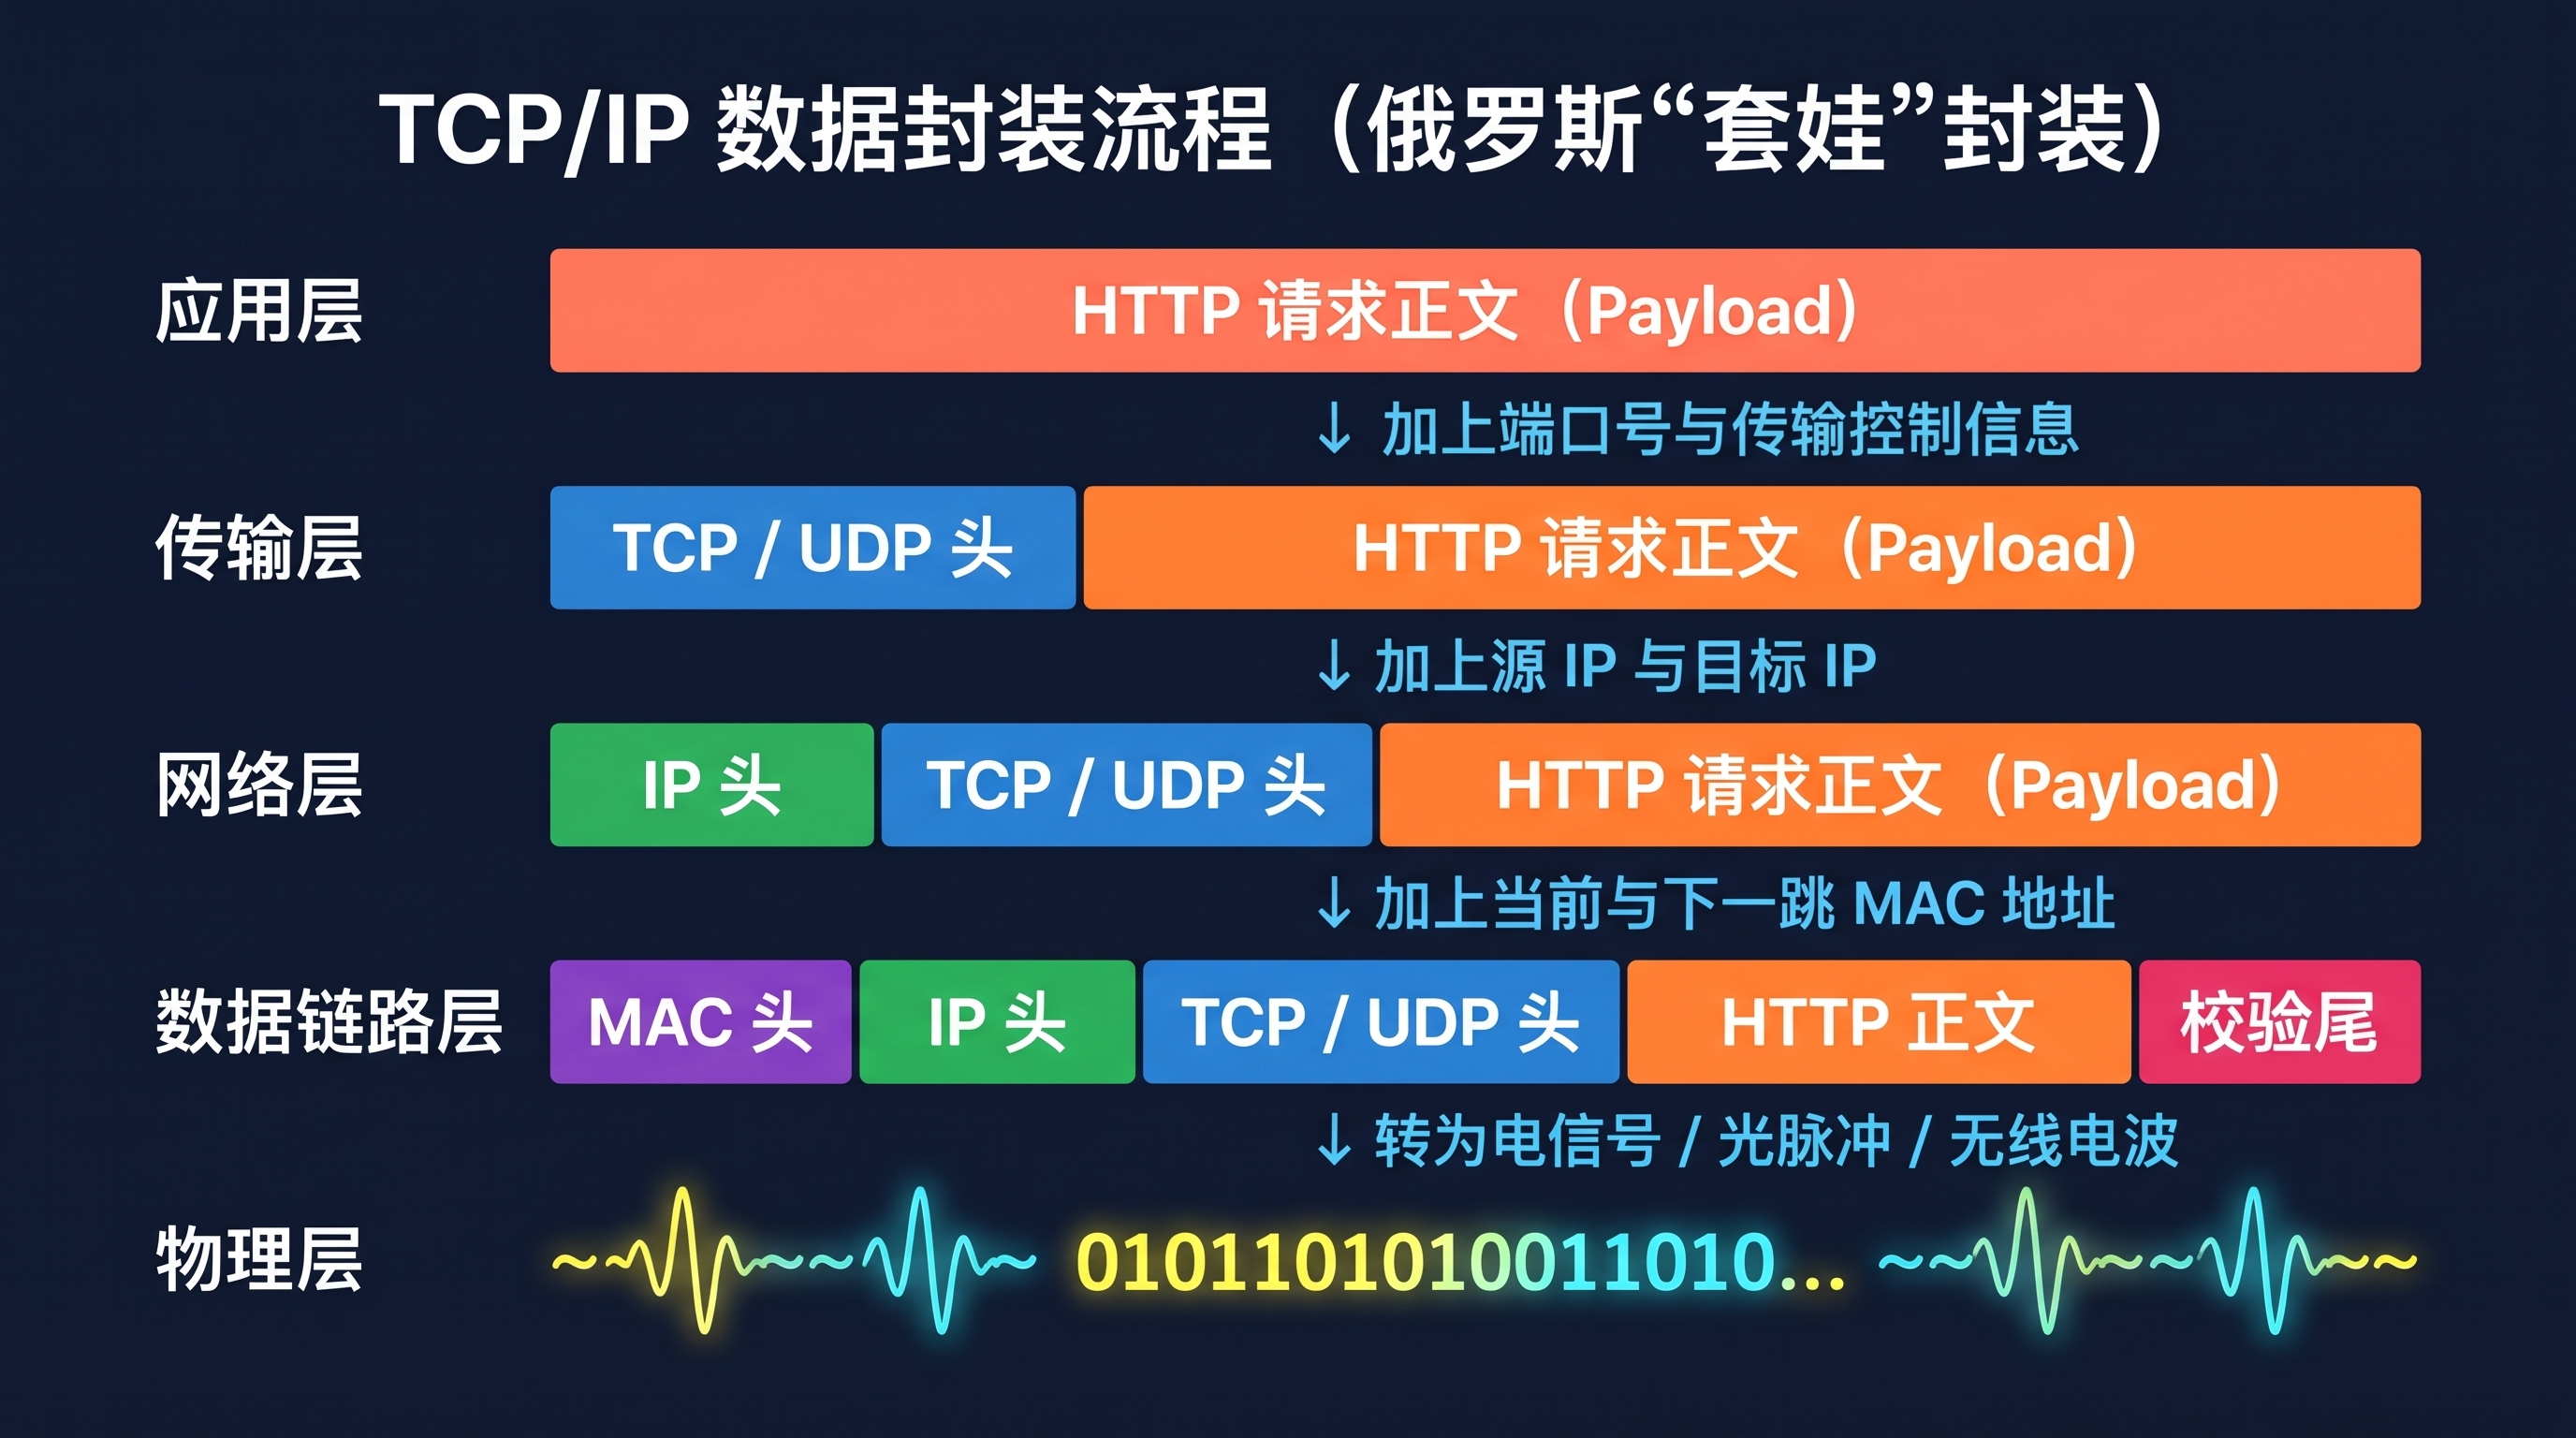 TCP/IP 数据封装流程（俄罗斯“套娃”封装）
应用层 HTTP 请求正文（Payload）
↓ 加上端口号与传输控制信息
传输层 TCP / UDP 头 HTTP 请求正文（Payload）
↓ 加上源 IP 与目标 IP
网络层 IP 头 TCP / UDP 头 HTTP 请求正文（Payload）
↓ 加上当前与下一跳 MAC 地址
数据链路层 MAC 头 IP 头 TCP / UDP 头 HTTP 正文 校验尾
↓ 转为电信号 / 光脉冲 / 无线电波
物理层 0101101010011010...